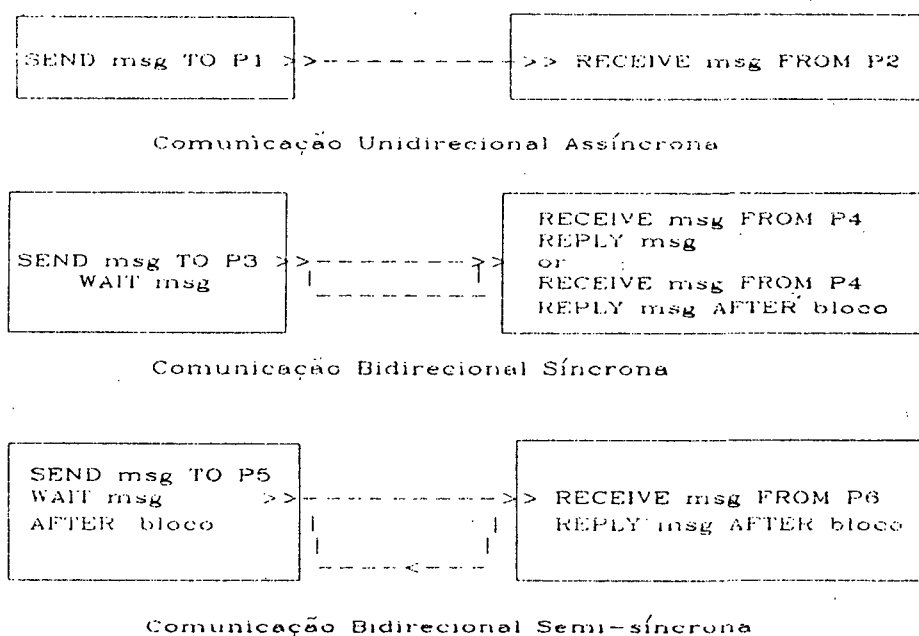 SEND msg TO P1 >>----------->> RECEIVE msg FROM P2
Comunicação Unidirecional Assíncrona
SEND msg TO P3
WAIT msg
>>----------->>
RECEIVE msg FROM P4
REPLY msg
or
RECEIVE msg FROM P4
REPLY msg AFTER bloco
Comunicação Bidirecional Síncrona
SEND msg TO P5
WAIT msg
AFTER bloco
>>----------->>
RECEIVE msg FROM P6
REPLY msg AFTER bloco
Comunicação Bidirecional Semi-síncrona